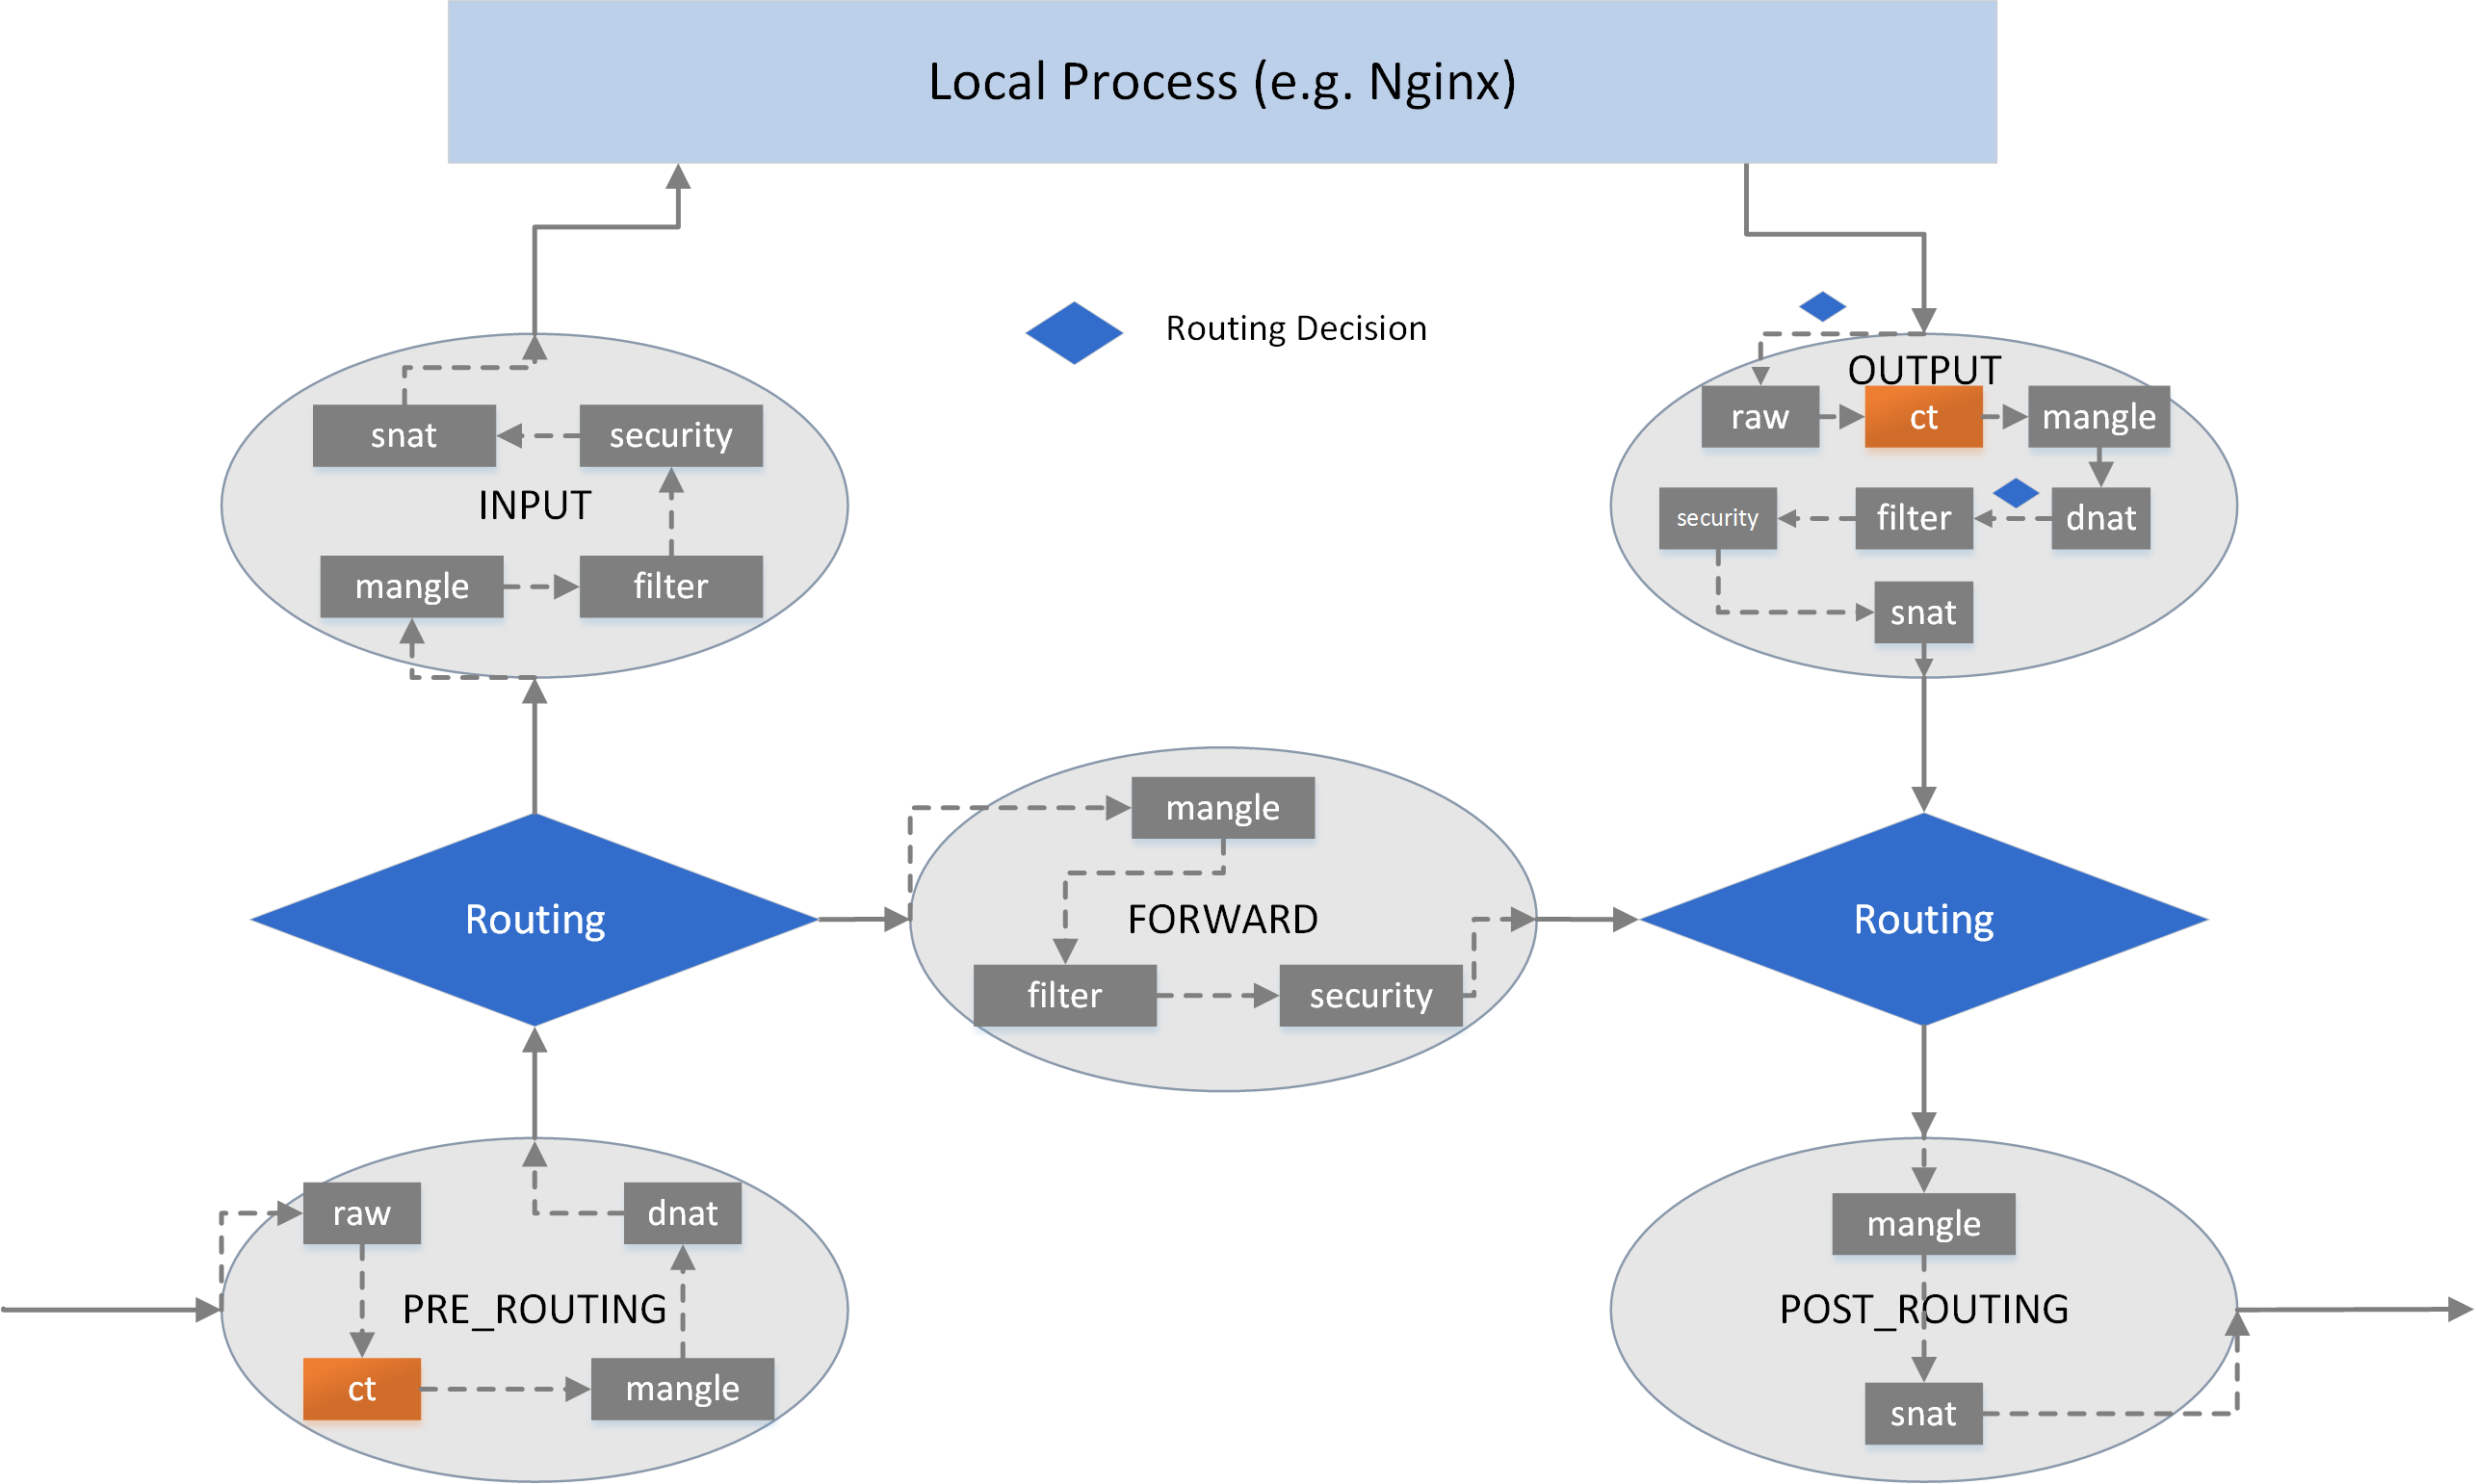 Local Process (e.g. Nginx)
Routing Decision
OUTPUT
raw
ct
mangle
security
filter
dnat
snat
snat
security
INPUT
mangle
filter
mangle
FORWARD
filter
security
Routing
Routing
raw
dnat
PRE_ROUTING
ct
mangle
mangle
POST_ROUTING
snat